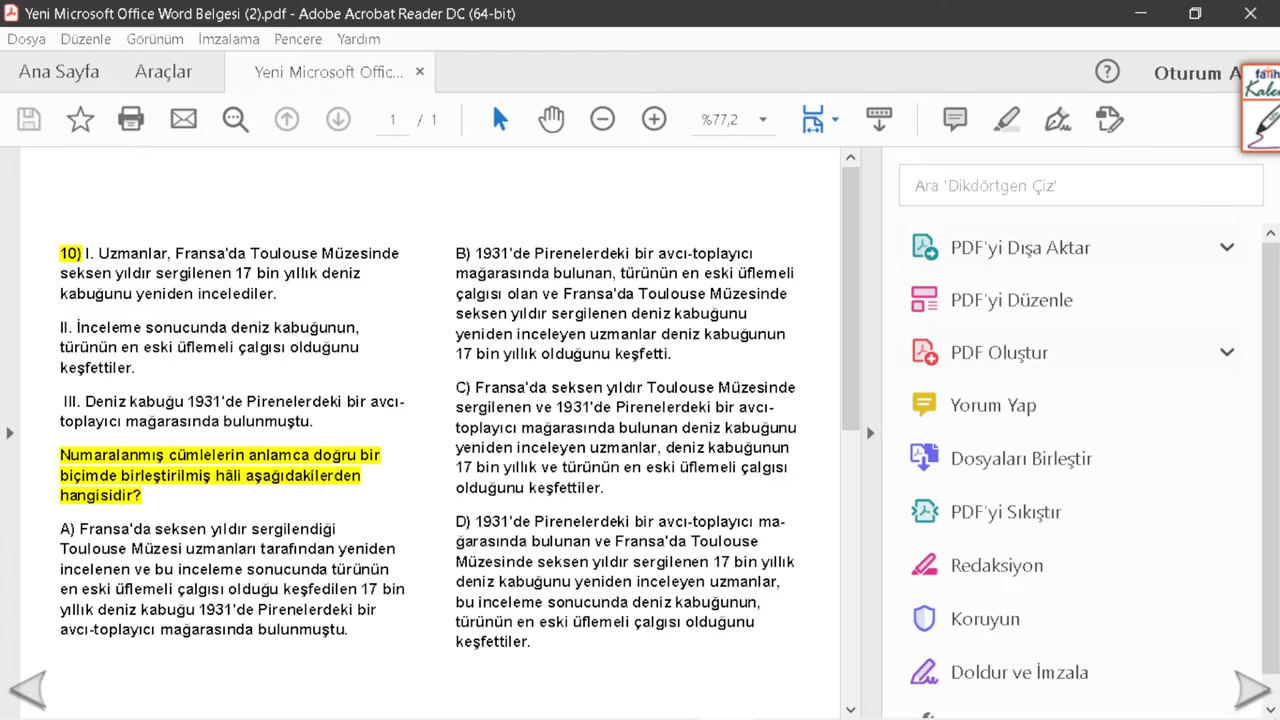 Yeni Microsoft Office Word Belgesi (2).pdf - Adobe Acrobat Reader DC (64-bit)
Dosya Düzenle Görünüm İmzalama Pencere Yardım
Ana Sayfa Araçlar Yeni Microsoft Offic... × Oturum A
1 / 1 %77,2
fatih
Kalem
Ara 'Dikdörtgen Çiz'
10) I. Uzmanlar, Fransa'da Toulouse Müzesinde
seksen yıldır sergilenen 17 bin yıllık deniz
kabuğunu yeniden incelediler.
II. İnceleme sonucunda deniz kabuğunun,
türünün en eski üflemeli çalgısı olduğunu
keşfettiler.
III. Deniz kabuğu 1931'de Pirenelerdeki bir avcı-
toplayıcı mağarasında bulunmuştu.
Numaralanmış cümlelerin anlamca doğru bir
biçimde birleştirilmiş hâli aşağıdakilerden
hangisidir?
A) Fransa'da seksen yıldır sergilendiği
Toulouse Müzesi uzmanları tarafından yeniden
incelenen ve bu inceleme sonucunda türünün
en eski üflemeli çalgısı olduğu keşfedilen 17 bin
yıllık deniz kabuğu 1931'de Pirenelerdeki bir
avcı-toplayıcı mağarasında bulunmuştu.
B) 1931'de Pirenelerdeki bir avcı-toplayıcı
mağarasında bulunan, türünün en eski üflemeli
çalgısı olan ve Fransa'da Toulouse Müzesinde
seksen yıldır sergilenen deniz kabuğunu
yeniden inceleyen uzmanlar deniz kabuğunun
17 bin yıllık olduğunu keşfetti.
C) Fransa'da seksen yıldır Toulouse Müzesinde
sergilenen ve 1931'de Pirenelerdeki bir avcı-
toplayıcı mağarasında bulunan deniz kabuğunu
yeniden inceleyen uzmanlar, deniz kabuğunun
17 bin yıllık ve türünün en eski üflemeli çalgısı
olduğunu keşfettiler.
D) 1931'de Pirenelerdeki bir avcı-toplayıcı ma-
ğarasında bulunan ve Fransa'da Toulouse
Müzesinde seksen yıldır sergilenen 17 bin yıllık
deniz kabuğunu yeniden inceleyen uzmanlar,
bu inceleme sonucunda deniz kabuğunun,
türünün en eski üflemeli çalgısı olduğunu
keşfettiler.
PDF'yi Dışa Aktar
PDF'yi Düzenle
PDF Oluştur
Yorum Yap
Dosyaları Birleştir
PDF'yi Sıkıştır
Redaksiyon
Koruyun
Doldur ve İmzala